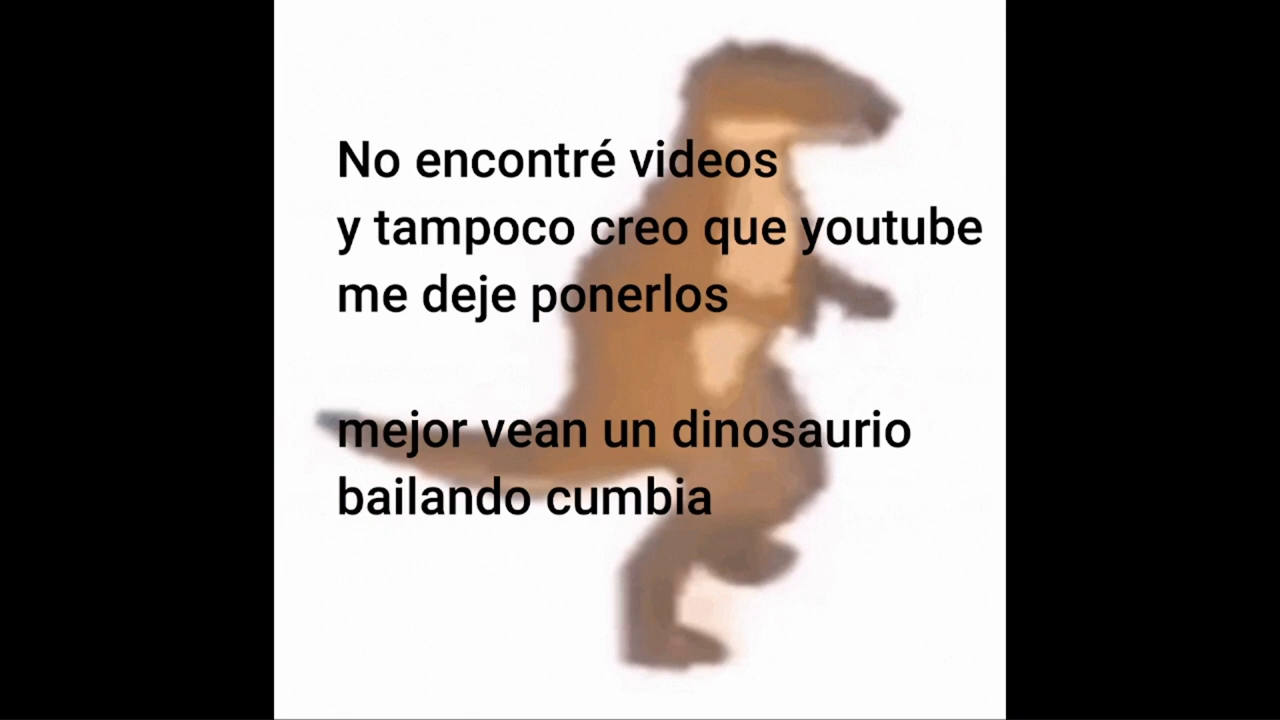 No encontré videos
y tampoco creo que youtube
me deje ponerlos
mejor vean un dinosaurio
bailando cumbia